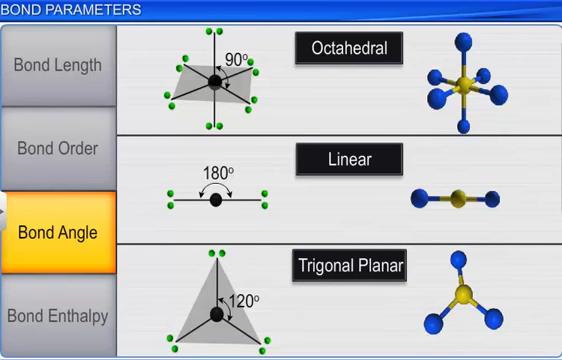 BOND PARAMETERS
Bond Length
Bond Order
Bond Angle
Bond Enthalpy
90°
Octahedral
180°
Linear
120°
Trigonal Planar